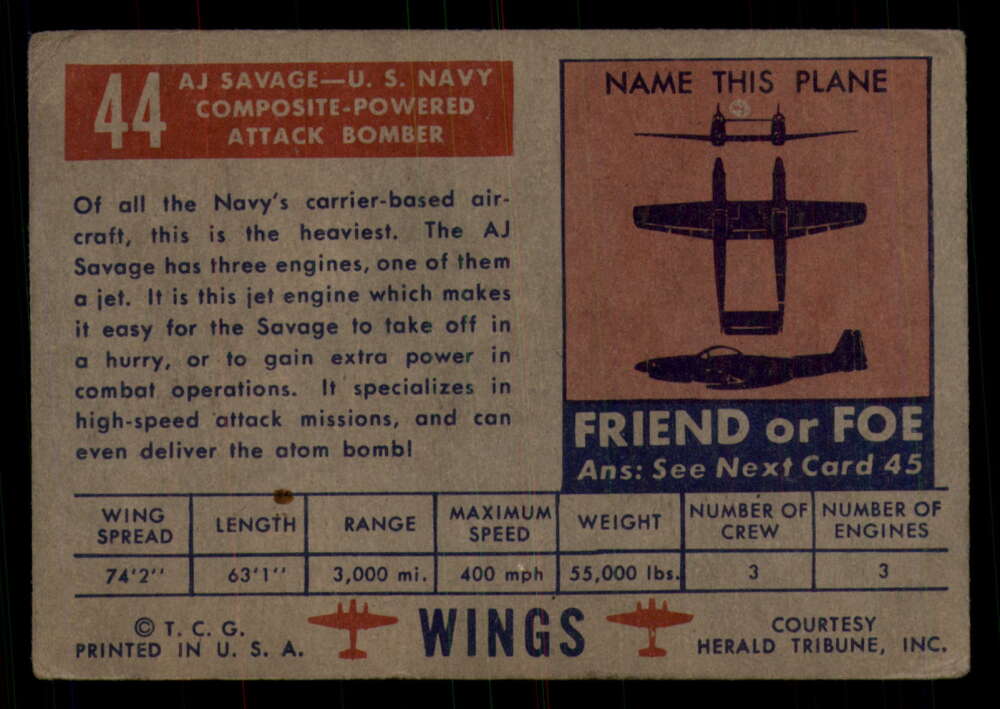 44
AJ SAVAGE—U. S. NAVY
COMPOSITE-POWERED
ATTACK BOMBER
Of all the Navy's carrier-based air-
craft, this is the heaviest. The AJ
Savage has three engines, one of them
a jet. It is this jet engine which makes
it easy for the Savage to take off in
a hurry, or to gain extra power in
combat operations. It specializes in
high-speed attack missions, and can
even deliver the atom bomb!
NAME THIS PLANE
FRIEND or FOE
Ans: See Next Card 45
WING SPREAD LENGTH RANGE MAXIMUM SPEED WEIGHT NUMBER OF CREW NUMBER OF ENGINES
74'2'' 63'1'' 3,000 mi. 400 mph 55,000 lbs. 3 3
© T. C. G.
PRINTED IN U. S. A.
WINGS
COURTESY
HERALD TRIBUNE, INC.